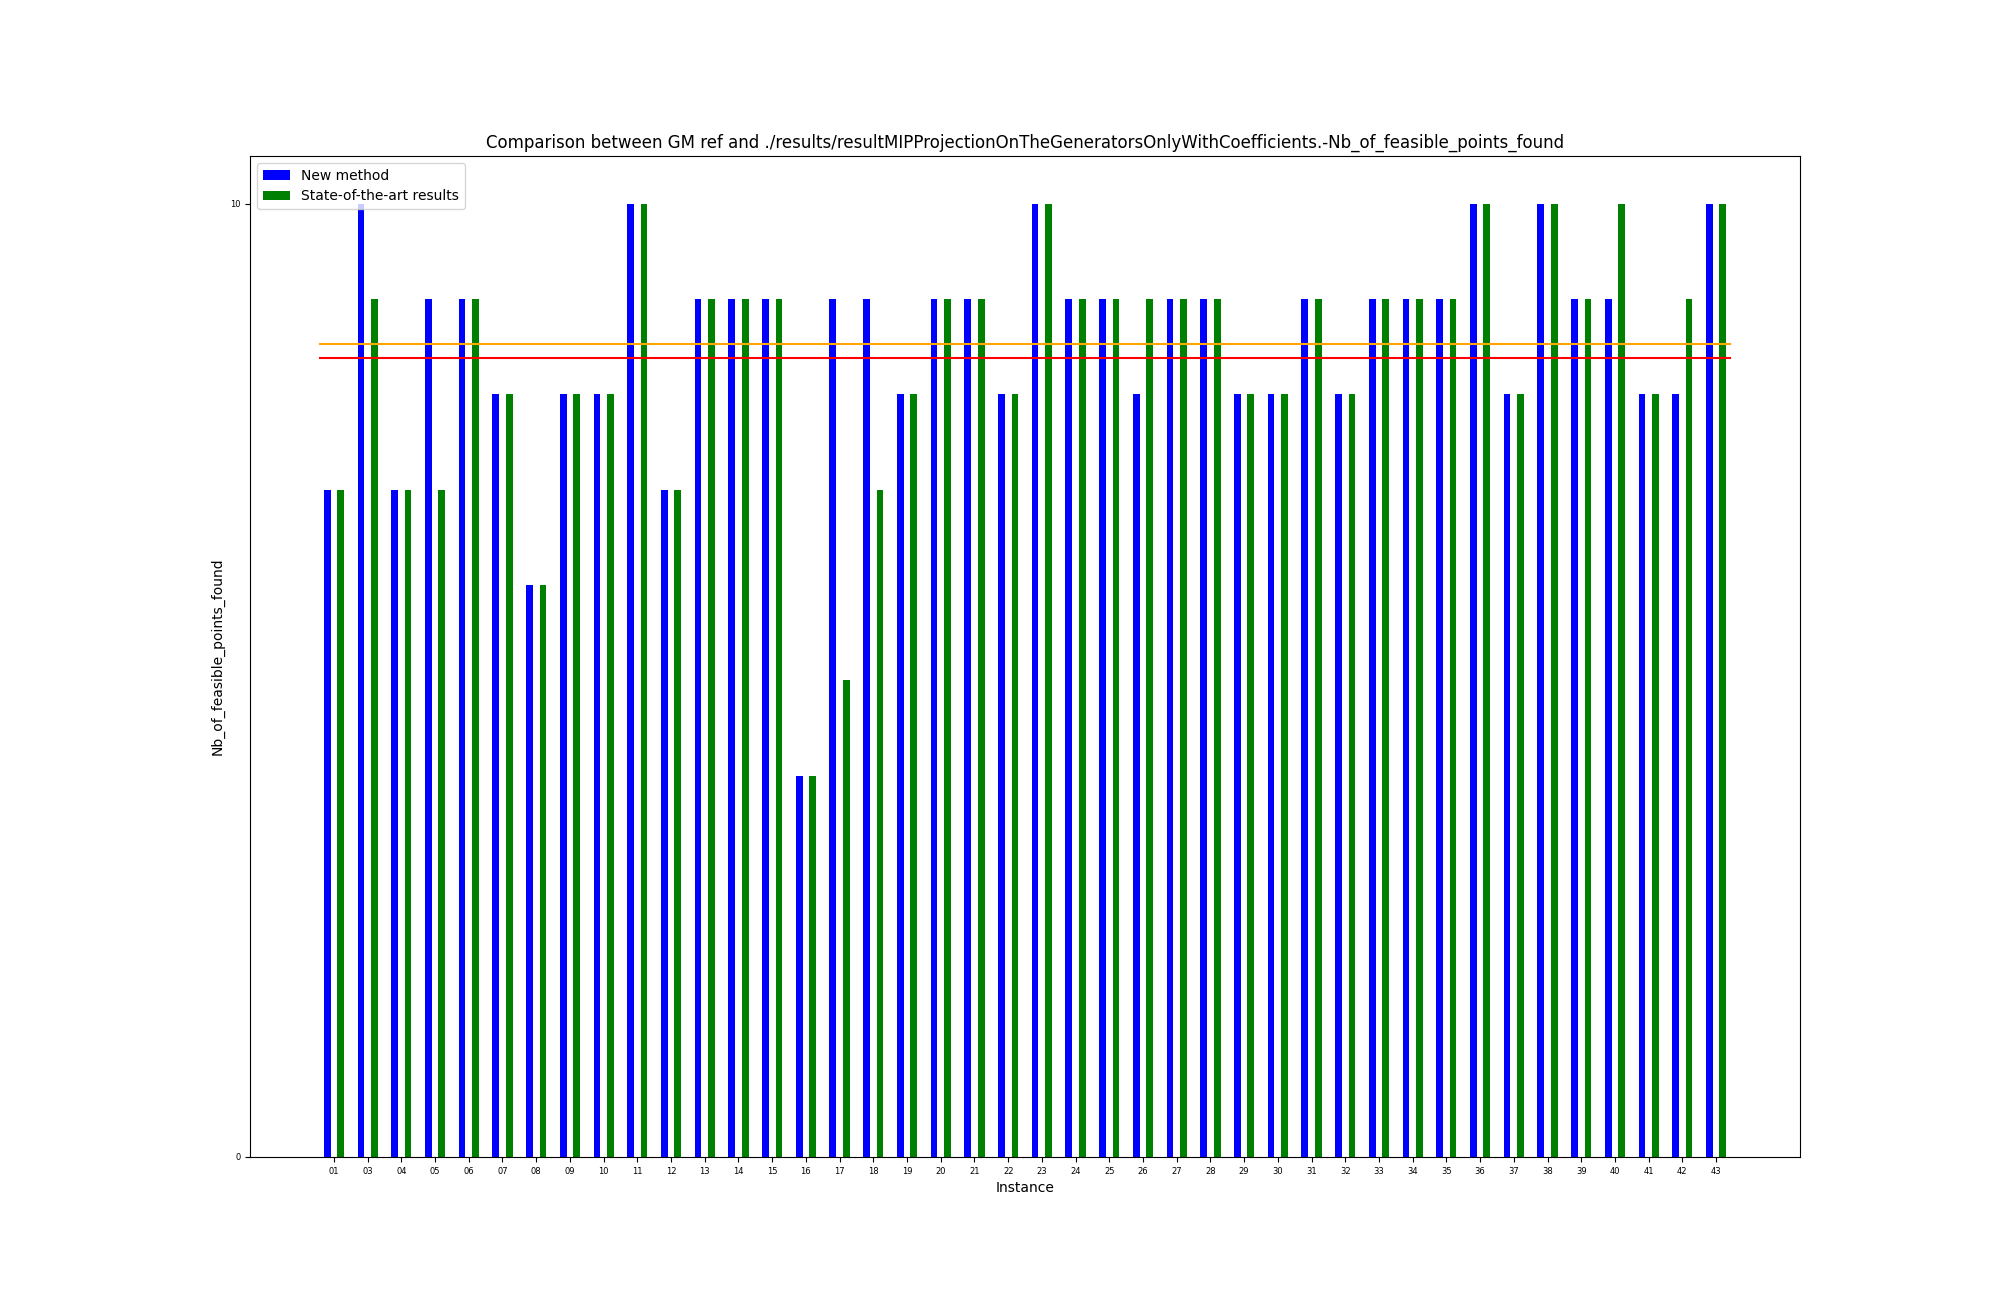 Comparison between GM ref and ./results/resultMIPProjectionOnTheGeneratorsOnlyWithCoefficients.-Nb_of_feasible_points_found
New method
State-of-the-art results
10
0
Nb_of_feasible_points_found
01 03 04 05 06 07 08 09 10 11 12 13 14 15 16 17 18 19 20 21 22 23 24 25 26 27 28 29 30 31 32 33 34 35 36 37 38 39 40 41 42 43
Instance